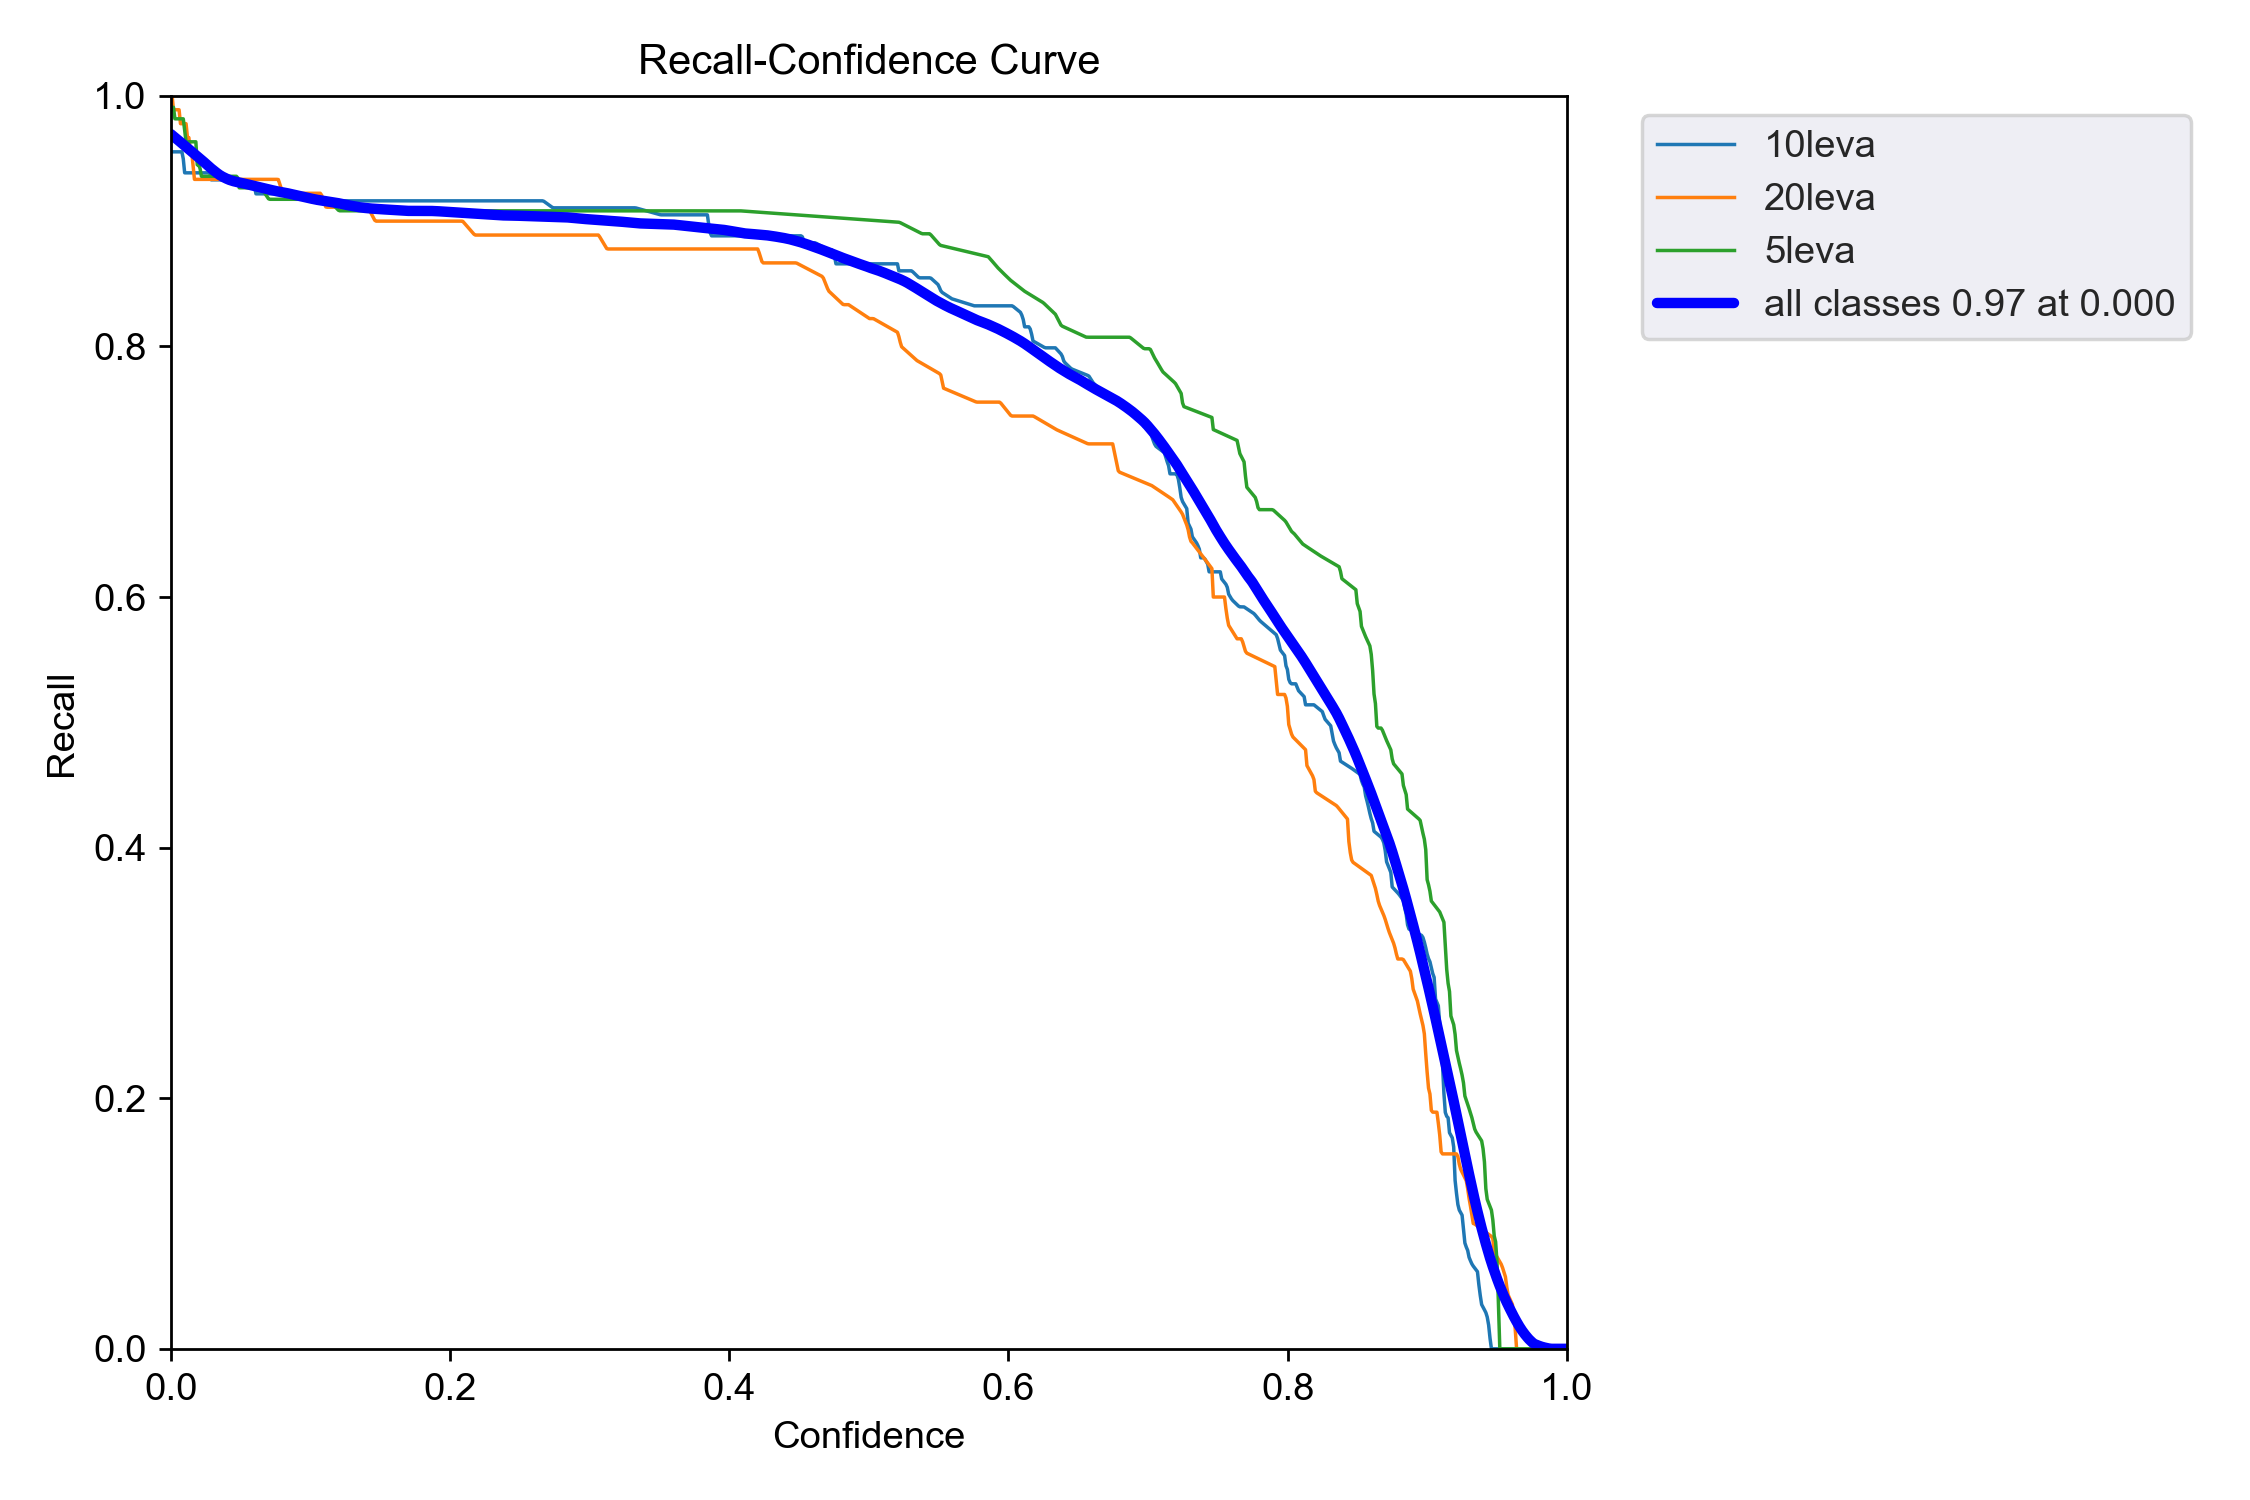 Recall-Confidence Curve
1.0
0.8
0.6
0.4
0.2
0.0
Recall
0.0 0.2 0.4 0.6 0.8 1.0
Confidence
10leva
20leva
5leva
all classes 0.97 at 0.000